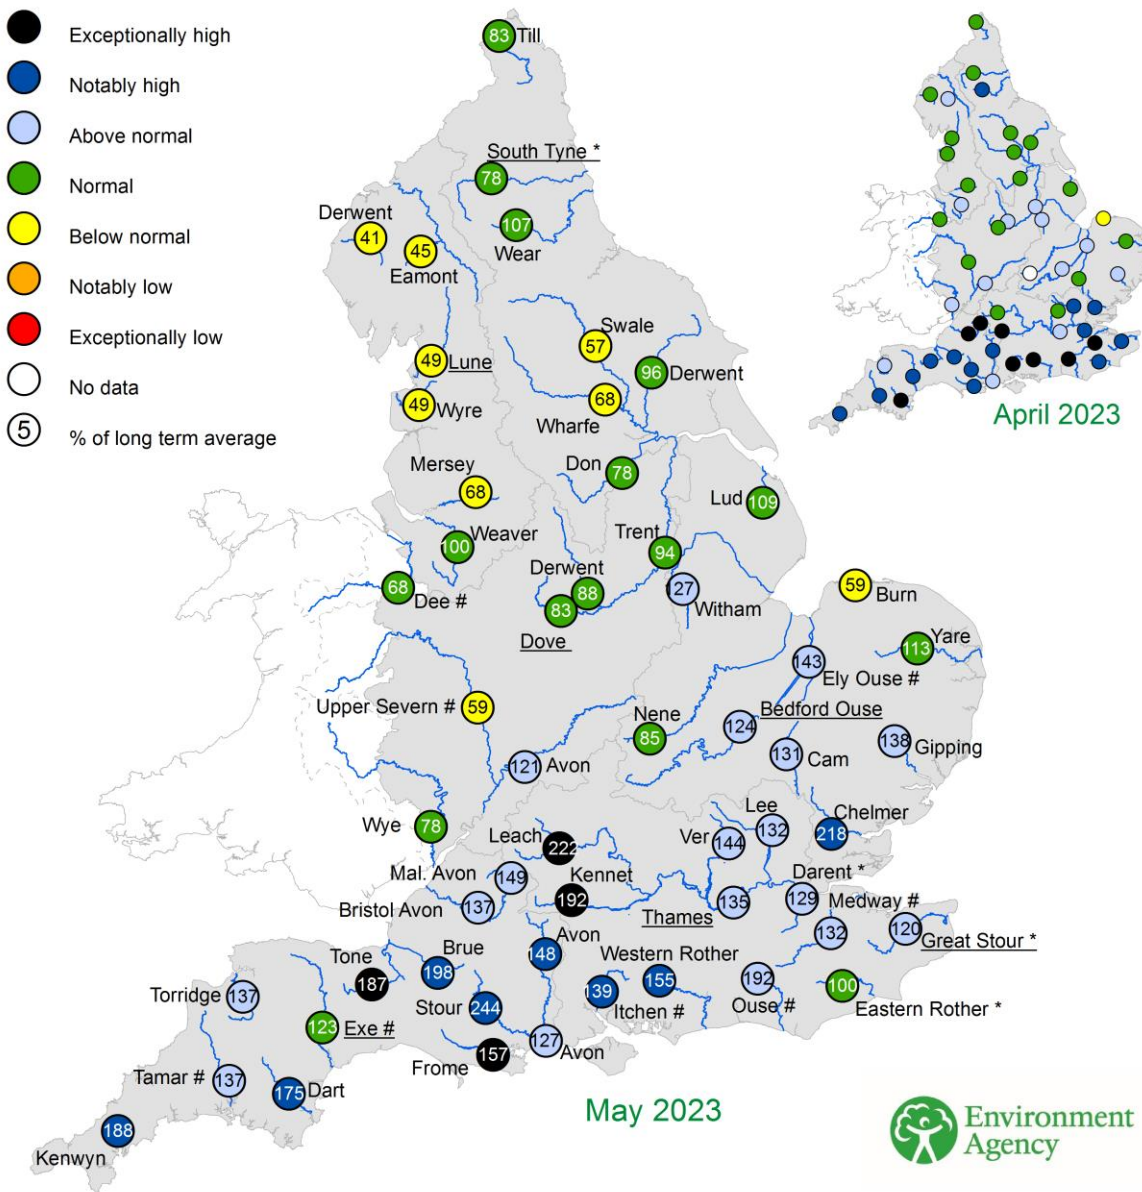 Exceptionally high
Notably high
Above normal
Normal
Below normal
Notably low
Exceptionally low
No data
5 % of long term average
83 Till
South Tyne *
78
107
Wear
Derwent
41
45
Eamont
Swale
57
49
Lune
96 Derwent
49 Wyre
68
Wharfe
Mersey
68
Don 78
Lud
109
Weaver
100
Trent
94
68
Dee #
Derwent
88
83
Dove
127
Witham
59 Burn
Yare
113
143
Ely Ouse #
Upper Severn # 59
Nene
85
Bedford Ouse
124
131
Cam
138 Gipping
121 Avon
Wye 78
Leach
222
Ver
144
Lee
132
Chelmer
218
Mal. Avon
149
Kennet
192
Bristol Avon
137
Thames
135
Darent *
129
Medway #
132
120
Great Stour *
Avon
148
Western Rother
155
Tone
187
Brue
198
Stour
244
139
Itchen #
192
Ouse #
100
Eastern Rother *
Torridge 137
123 Exe #
127
Avon
Frome
157
Tamar # 137
175 Dart
188
Kenwyn
April 2023
May 2023
Environment
Agency